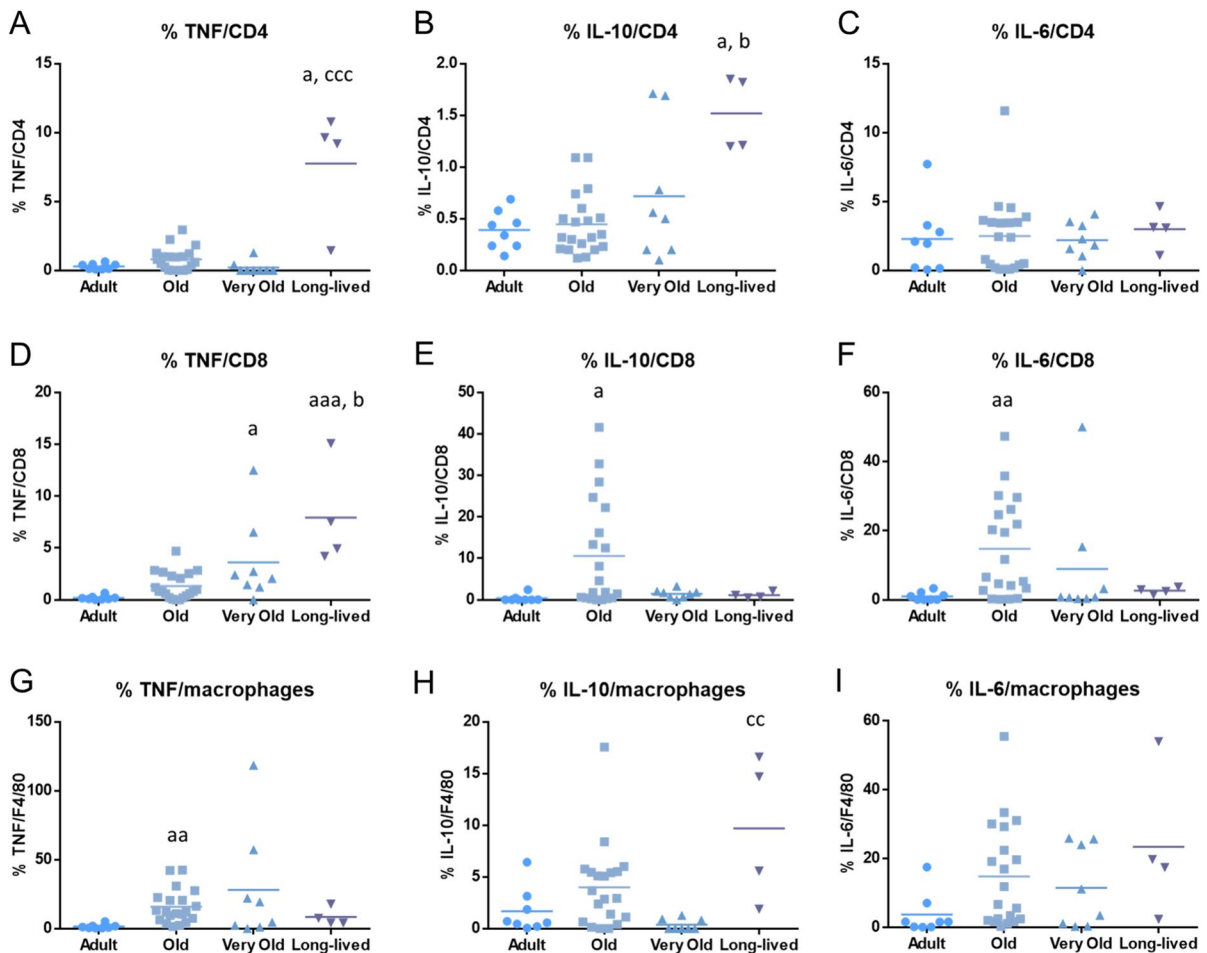 A
% TNF/CD4
a, ccc
15
10
5
0
% TNF/CD4
Adult Old Very Old Long-lived
B
% IL-10/CD4
a, b
2.0
1.5
1.0
0.5
0.0
% IL-10/CD4
Adult Old Very Old Long-lived
C
% IL-6/CD4
15
10
5
0
% IL-6/CD4
Adult Old Very Old Long-lived
D
% TNF/CD8
aaa, b
a
20
15
10
5
0
% TNF/CD8
Adult Old Very Old Long-lived
E
% IL-10/CD8
a
50
40
30
20
10
0
% IL-10/CD8
Adult Old Very Old Long-lived
F
% IL-6/CD8
aa
60
40
20
0
% IL-6/CD8
Adult Old Very Old Long-lived
G
% TNF/macrophages
150
100
50
0
aa
% TNF/F4/80
Adult Old Very Old Long-lived
H
% IL-10/macrophages
cc
20
15
10
5
0
% IL-10/F4/80
Adult Old Very Old Long-lived
I
% IL-6/macrophages
60
40
20
0
% IL-6/F4/80
Adult Old Very Old Long-lived